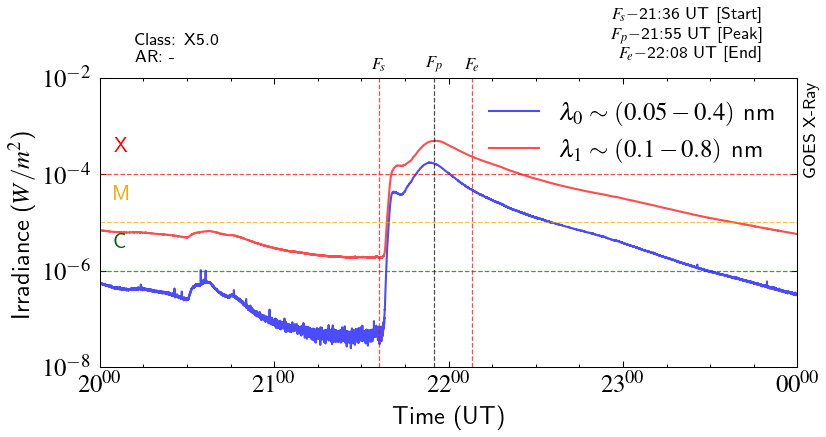 F_s−21:36 UT [Start]
Class: X5.0
F_p−21:55 UT [Peak]
AR: -
F_e−22:08 UT [End]
F_s
F_p
F_e
10^{-2}
λ_0 ∼ (0.05 − 0.4) nm
λ_1 ∼ (0.1 − 0.8) nm
GOES X-Ray
X
10^{-4}
M
C
10^{-6}
10^{-8}
Irradiance (W/m^2)
20^{00}
21^{00}
22^{00}
23^{00}
00^{00}
Time (UT)